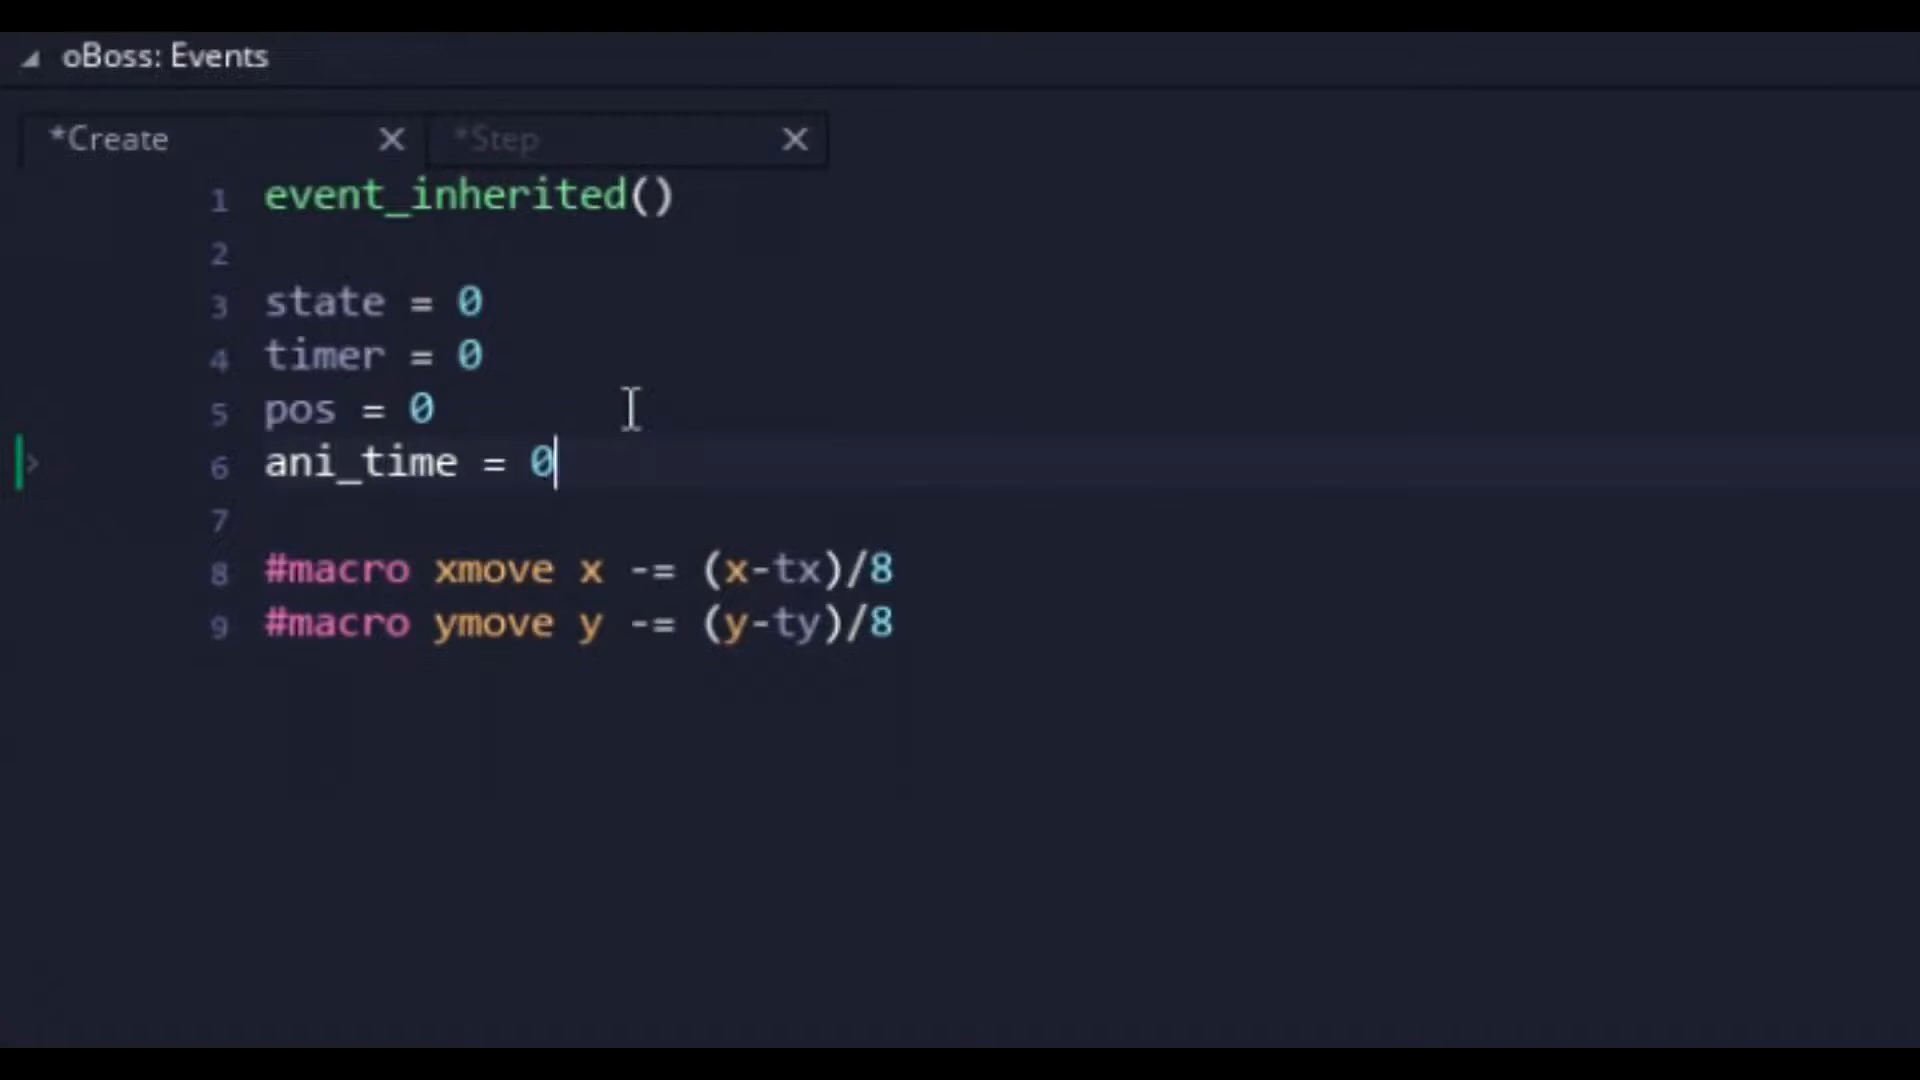 oBoss: Events
*Create
*Step
1 event_inherited()
2
3 state = 0
4 timer = 0
5 pos = 0
6 ani_time = 0
7
8 #macro xmove x -= (x-tx)/8
9 #macro ymove y -= (y-ty)/8